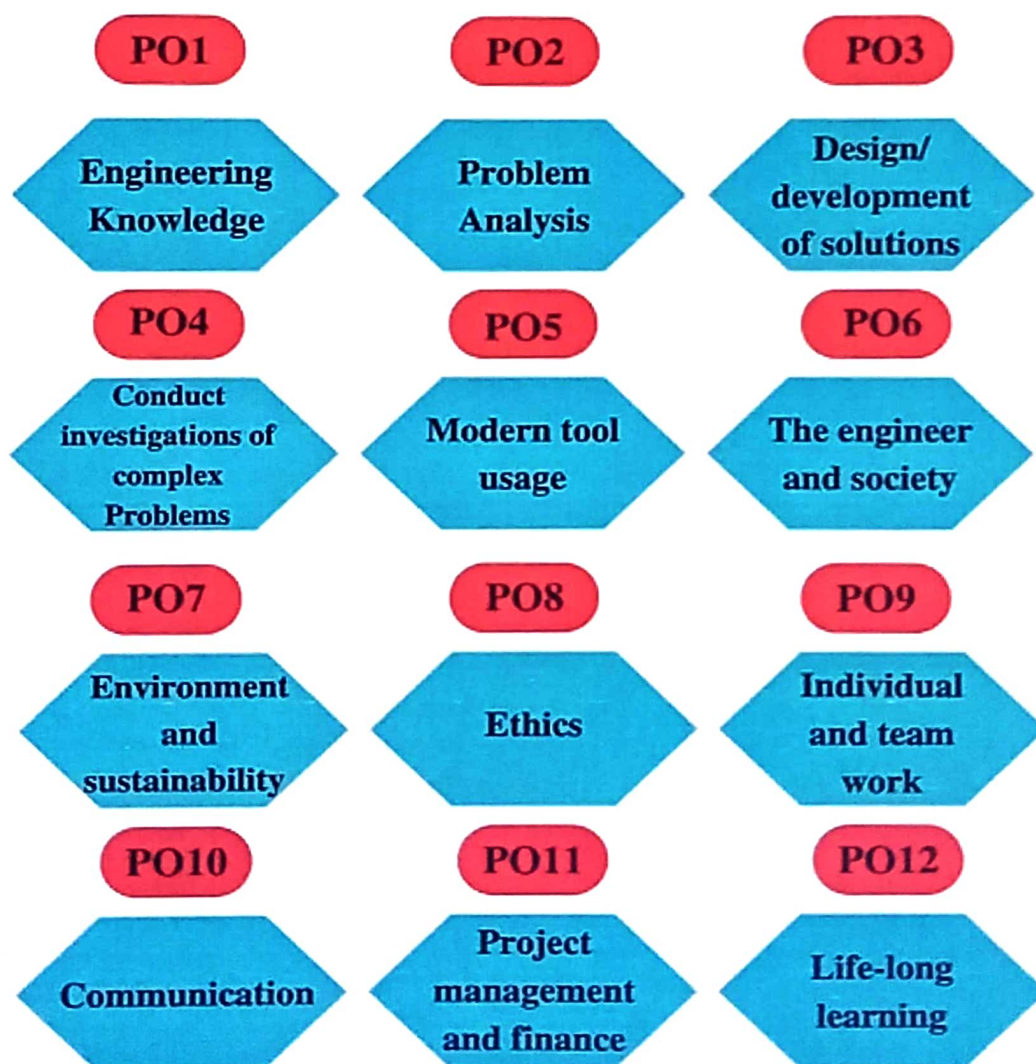 PO1
PO2
PO3
Engineering
Knowledge
Problem
Analysis
Design/
development
of solutions
PO4
PO5
PO6
Conduct
investigations of
complex
Problems
Modern tool
usage
The engineer
and society
PO7
PO8
PO9
Environment
and
sustainability
Ethics
Individual
and team
work
PO10
PO11
PO12
Communication
Project
management
and finance
Life-long
learning